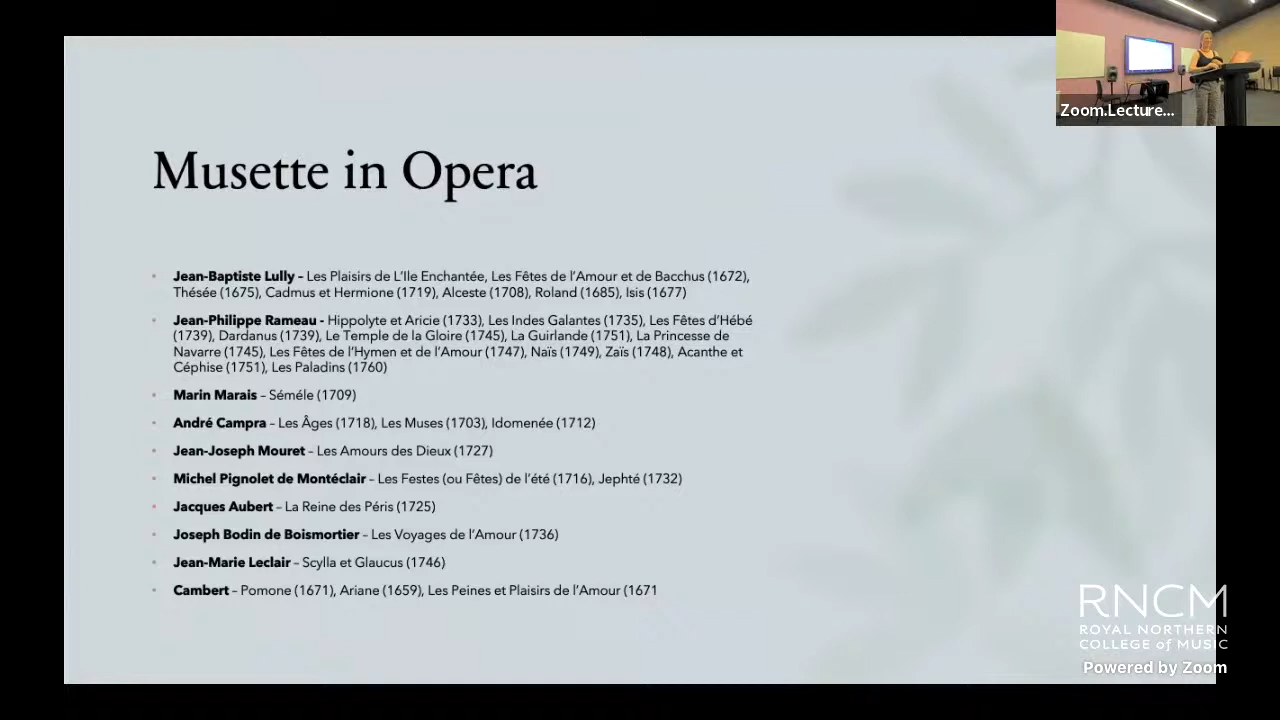 Zoom.Lecture...
Musette in Opera
• Jean-Baptiste Lully – Les Plaisirs de L'Ile Enchantée, Les Fêtes de l'Amour et de Bacchus (1672),
Thésée (1675), Cadmus et Hermione (1719), Alceste (1708), Roland (1685), Isis (1677)
• Jean-Philippe Rameau - Hippolyte et Aricie (1733), Les Indes Galantes (1735), Les Fêtes d'Hébé
(1739), Dardanus (1739), Le Temple de la Gloire (1745), La Guirlande (1751), La Princesse de
Navarre (1745), Les Fêtes de l'Hymen et de l'Amour (1747), Naïs (1749), Zaïs (1748), Acanthe et
Céphise (1751), Les Paladins (1760)
• Marin Marais – Séméle (1709)
• André Campra – Les Âges (1718), Les Muses (1703), Idomenée (1712)
• Jean-Joseph Mouret – Les Amours des Dieux (1727)
• Michel Pignolet de Montéclair – Les Festes (ou Fêtes) de l'été (1716), Jephté (1732)
• Jacques Aubert – La Reine des Péris (1725)
• Joseph Bodin de Boismortier – Les Voyages de l'Amour (1736)
• Jean-Marie Leclair – Scylla et Glaucus (1746)
• Cambert – Pomone (1671), Ariane (1659), Les Peines et Plaisirs de l'Amour (1671
RNCM
ROYAL NORTHERN
COLLEGE of MUSIC
Powered by Zoom